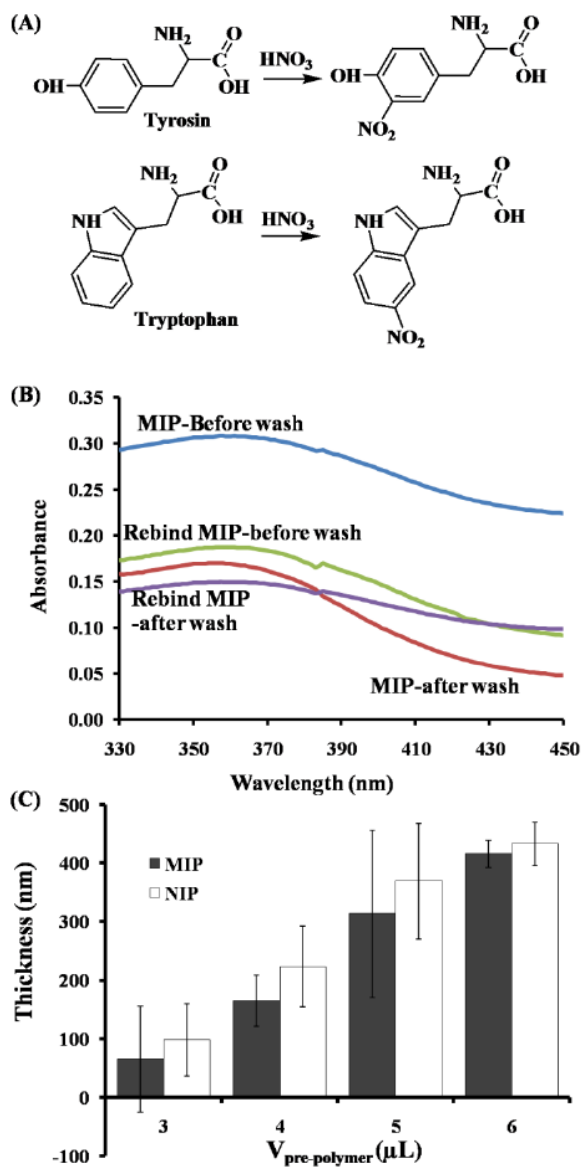 (A)
NH₂ O
C
OH
OH
HNO₃
Tyrosin
NH₂ O
C
OH
OH
NO₂
NH₂ O
C
OH
NH
HNO₃
Tryptophan
NH₂ O
C
OH
NH
NO₂
(B)
0.35
0.30
0.25
0.20
0.15
0.10
0.05
0.00
Absorbance
MIP-Before wash
Rebind MIP-before wash
Rebind MIP
-after wash
MIP-after wash
330 350 370 390 410 430 450
Wavelength (nm)
(C)
500
400
300
200
100
0
-100
Thickness (nm)
MIP
NIP
3 4 5 6
V pre-polymer (µL)